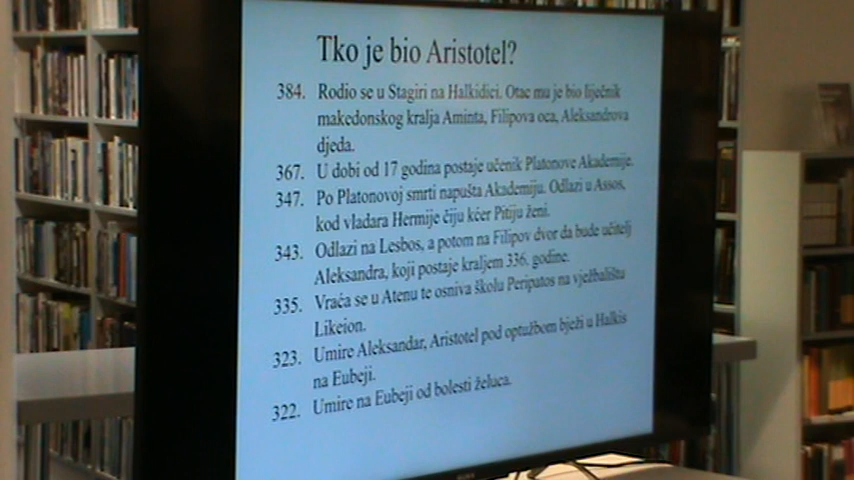 Tko je bio Aristotel?
384. Rodio se u Stagiri na Halkidici. Otac mu je bio liječnik
makedonskog kralja Aminta, Filipova oca, Aleksandrova
djeda.
367. U dobi od 17 godina postaje učenik Platonove Akademije.
347. Po Platonovoj smrti napušta Akademiju. Odlazi u Assos,
kod vladara Hermije čiju kćer Pitiju ženi.
343. Odlazi na Lesbos, a potom na Filipov dvor da bude učitelj
Aleksandra, koji postaje kraljem 336. godine.
335. Vraća se u Atenu te osniva školu Peripatos na vježbalištu
Likeion.
323. Umire Aleksandar, Aristotel pod optužbom bježi u Halkis
na Eubeji.
322. Umire na Eubeji od bolesti želuca.